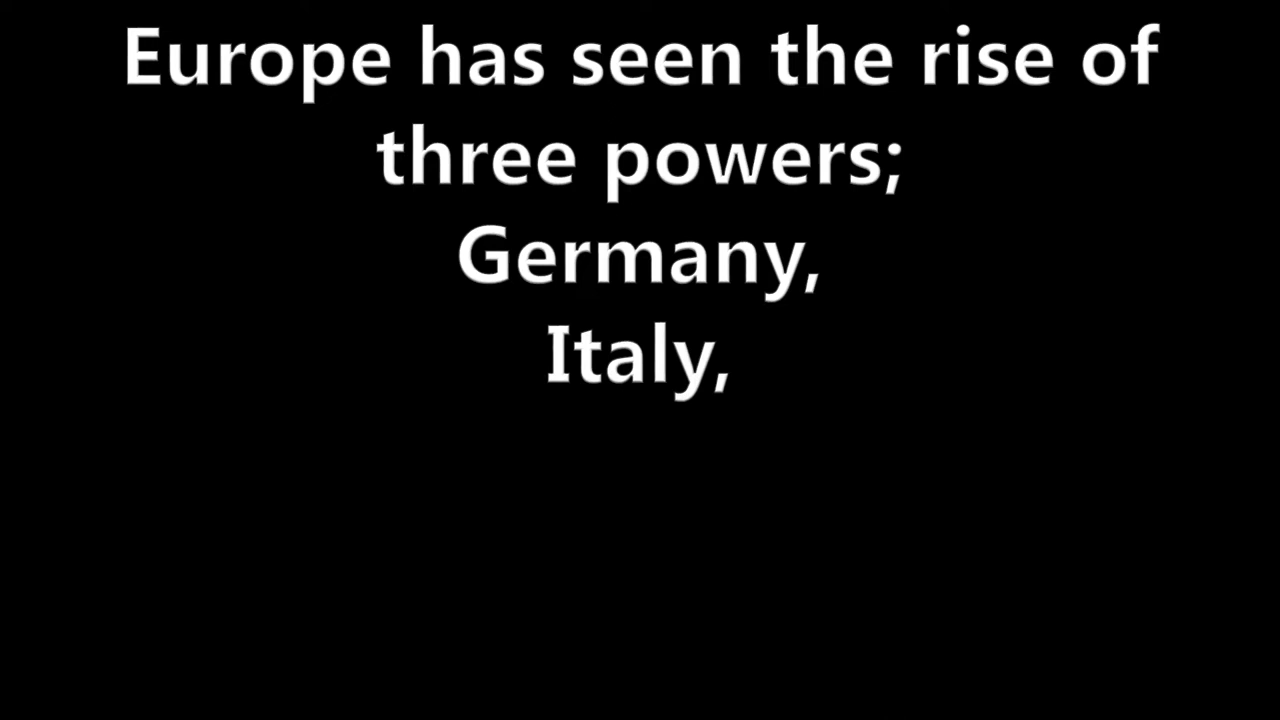 Europe has seen the rise of
three powers;
Germany,
Italy,